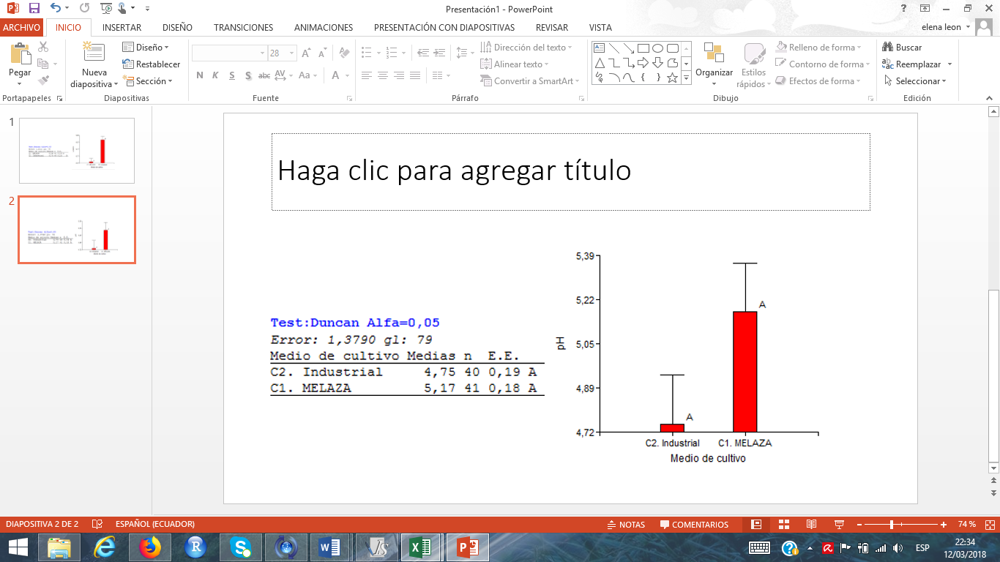 Presentación1 - PowerPoint
ARCHIVO INICIO INSERTAR DISEÑO TRANSICIONES ANIMACIONES PRESENTACIÓN CON DIAPOSITIVAS REVISAR VISTA elena leon
Pegar
Portapapeles
Nueva diapositiva
Diseño
Restablecer
Sección
Diapositivas
28
N K S S abc AV Aa A
Fuente
Dirección del texto
Alinear texto
Convertir a SmartArt
Párrafo
Organizar
Estilos rápidos
Relleno de forma
Contorno de forma
Efectos de forma
Dibujo
Buscar
Reemplazar
Seleccionar
Edición
1
2
Haga clic para agregar título
Test:Duncan Alfa=0,05
Error: 1,3790 gl: 79
Medio de cultivo Medias n E.E.
C2. Industrial 4,75 40 0,19 A
C1. MELAZA 5,17 41 0,18 A
5,39
5,22
5,05
4,89
4,72
pH
A
A
C2. Industrial C1. MELAZA
Medio de cultivo
DIAPOSITIVA 2 DE 2 ESPAÑOL (ECUADOR) NOTAS COMENTARIOS 74 %
ESP
22:34
12/03/2018